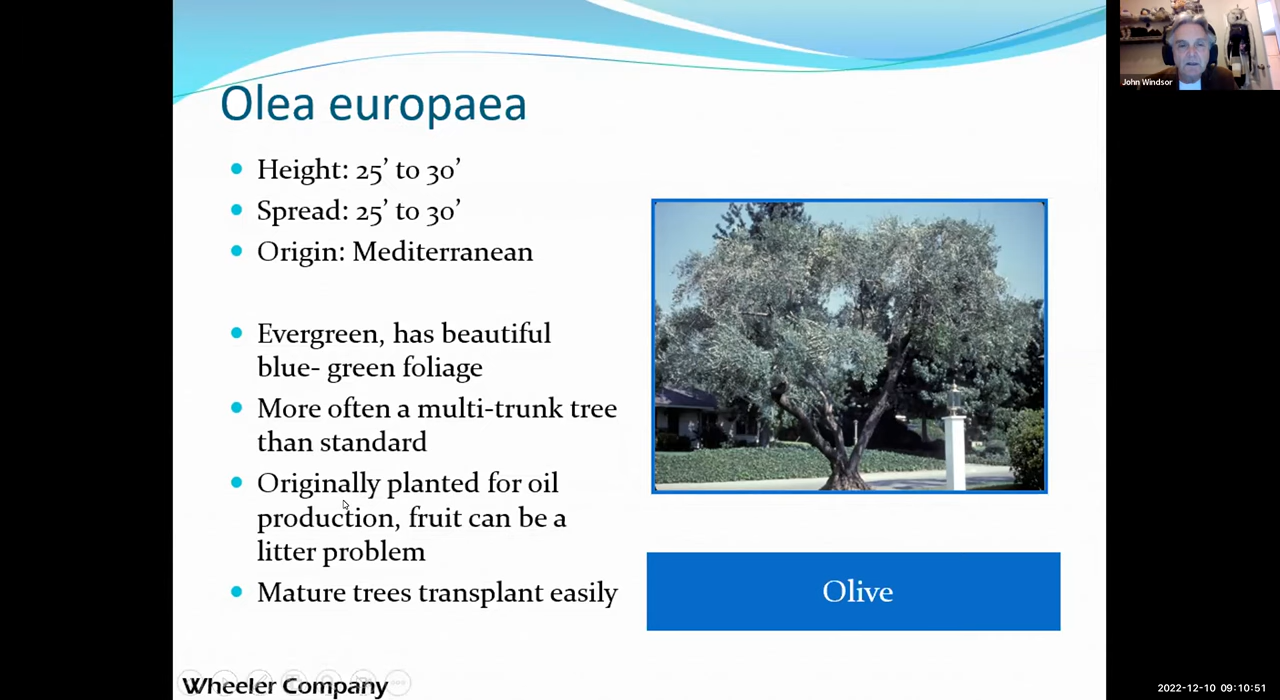 Olea europaea
Height: 25’ to 30’
Spread: 25’ to 30’
Origin: Mediterranean
Evergreen, has beautiful
blue- green foliage
More often a multi-trunk tree
than standard
Originally planted for oil
production, fruit can be a
litter problem
Mature trees transplant easily
Olive
Wheeler Company
John Windsor
2022-12-10 09:10:51